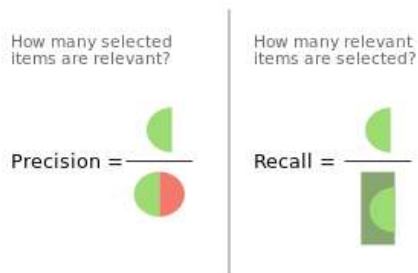 How many selected
items are relevant?
Precision =
How many relevant
items are selected?
Recall =